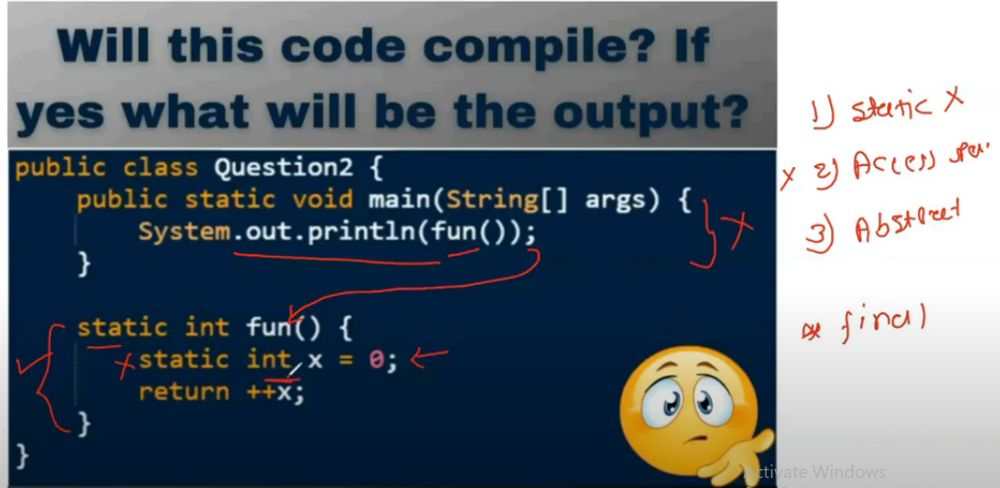 Will this code compile? If
yes what will be the output?
public class Question2 {
public static void main(String[] args) {
System.out.println(fun());
}
static int fun() {
static int x = 0;
return ++x;
}
}
1) static X
X 2) Access
3) Abstract
final
Activate Windows